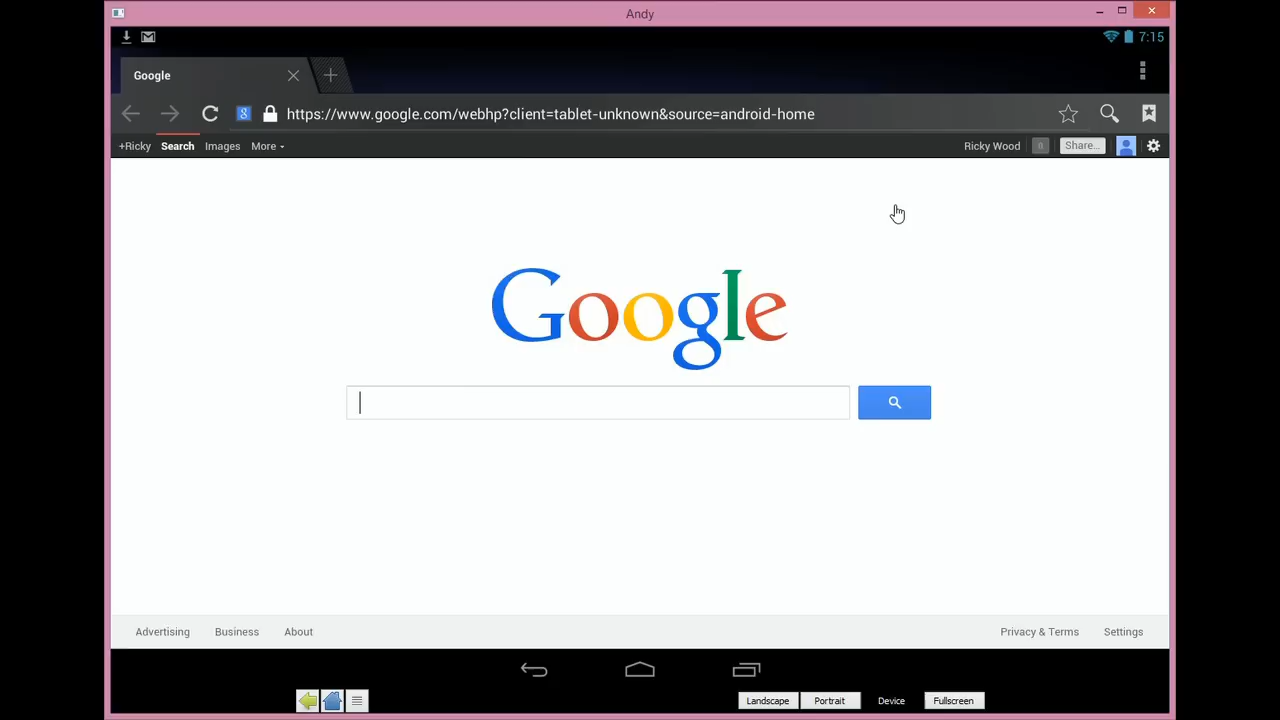 Andy
7:15
Google
https://www.google.com/webhp?client=tablet-unknown&source=android-home
+Ricky Search Images More Ricky Wood 0 Share...
Google
Advertising Business About Privacy & Terms Settings
Landscape Portrait Device Fullscreen